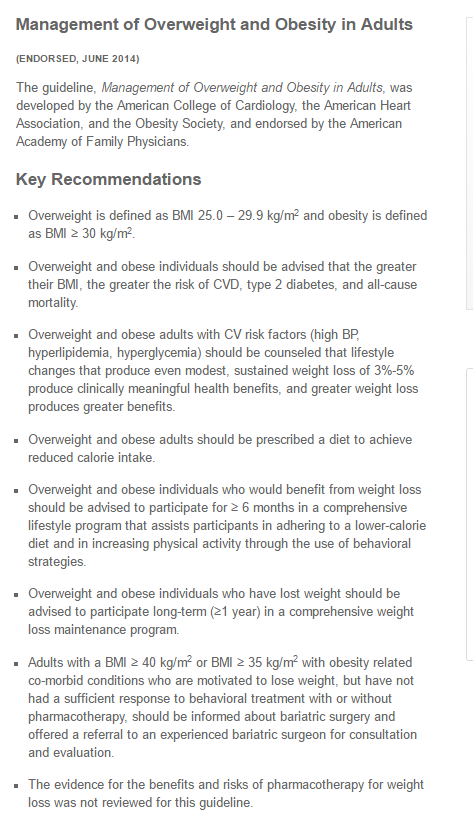 Management of Overweight and Obesity in Adults
(ENDORSED, JUNE 2014)
The guideline, Management of Overweight and Obesity in Adults, was
developed by the American College of Cardiology, the American Heart
Association, and the Obesity Society, and endorsed by the American
Academy of Family Physicians.
Key Recommendations
▪ Overweight is defined as BMI 25.0 – 29.9 kg/m² and obesity is defined
as BMI ≥ 30 kg/m².
▪ Overweight and obese individuals should be advised that the greater
their BMI, the greater the risk of CVD, type 2 diabetes, and all-cause
mortality.
▪ Overweight and obese adults with CV risk factors (high BP,
hyperlipidemia, hyperglycemia) should be counseled that lifestyle
changes that produce even modest, sustained weight loss of 3%-5%
produce clinically meaningful health benefits, and greater weight loss
produces greater benefits.
▪ Overweight and obese adults should be prescribed a diet to achieve
reduced calorie intake.
▪ Overweight and obese individuals who would benefit from weight loss
should be advised to participate for ≥ 6 months in a comprehensive
lifestyle program that assists participants in adhering to a lower-calorie
diet and in increasing physical activity through the use of behavioral
strategies.
▪ Overweight and obese individuals who have lost weight should be
advised to participate long-term (≥1 year) in a comprehensive weight
loss maintenance program.
▪ Adults with a BMI ≥ 40 kg/m² or BMI ≥ 35 kg/m² with obesity related
co-morbid conditions who are motivated to lose weight, but have not
had a sufficient response to behavioral treatment with or without
pharmacotherapy, should be informed about bariatric surgery and
offered a referral to an experienced bariatric surgeon for consultation
and evaluation.
▪ The evidence for the benefits and risks of pharmacotherapy for weight
loss was not reviewed for this guideline.